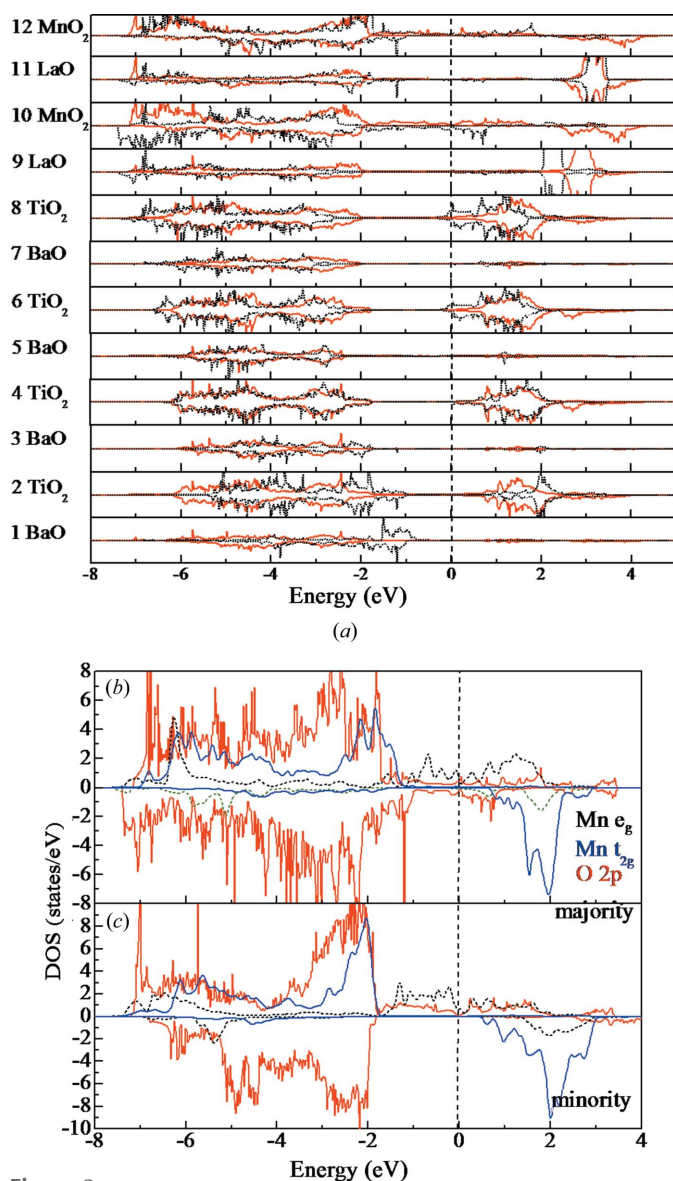 12 MnO2
11 LaO
10 MnO2
9 LaO
8 TiO2
7 BaO
6 TiO2
5 BaO
4 TiO2
3 BaO
2 TiO2
1 BaO
-8 -6 -4 -2 0 2 4
Energy (eV)
(a)
8 (b)
6
4
2
0
-2
-4 Mn eg
-6 Mn t2g
-8 O 2p
majority
8 (c)
4
2
0
-2
-4
-6
-8 minority
-10
DOS (states/eV)
-8 -6 -4 -2 0 2 4
Energy (eV)